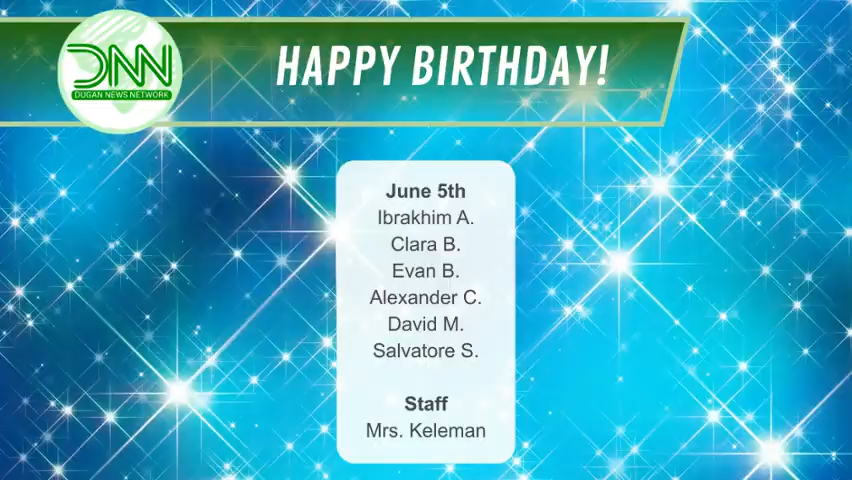 DNN
DUGAN NEWS NETWORK
HAPPY BIRTHDAY!
June 5th
Ibrakhim A.
Clara B.
Evan B.
Alexander C.
David M.
Salvatore S.
Staff
Mrs. Keleman